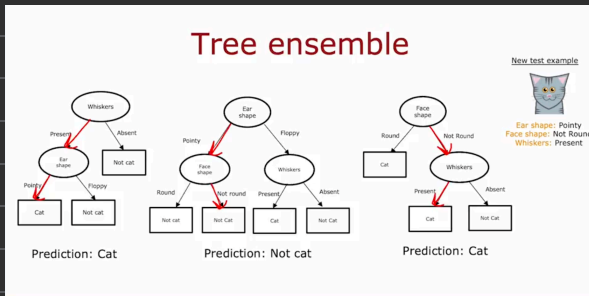 Tree ensemble
New test example
Ear shape: Pointy
Face shape: Not Round
Whiskers: Present
Whiskers
Present
Absent
Ear
shape
Not cat
Pointy
Floppy
Cat
Not cat
Prediction: Cat
Ear
shape
Pointy
Floppy
Face
shape
Whiskers
Round
Not round
Present
Absent
Not cat
Not Cat
Cat
Not Cat
Prediction: Not cat
Face
shape
Round
Not Round
Cat
Whiskers
Present
Absent
Cat
Not Cat
Prediction: Cat